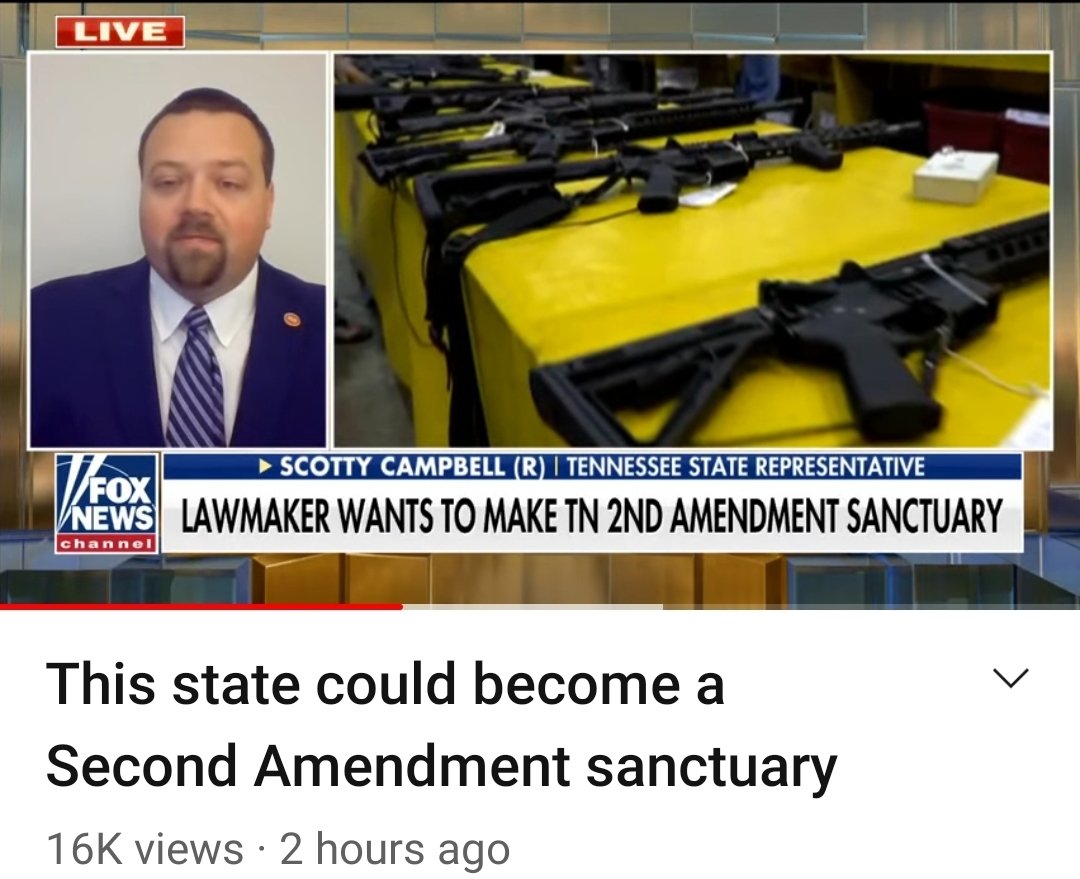 LIVE
▶ SCOTTY CAMPBELL (R) | TENNESSEE STATE REPRESENTATIVE
FOX
NEWS
channel
LAWMAKER WANTS TO MAKE TN 2ND AMENDMENT SANCTUARY
This state could become a
Second Amendment sanctuary
16K views · 2 hours ago